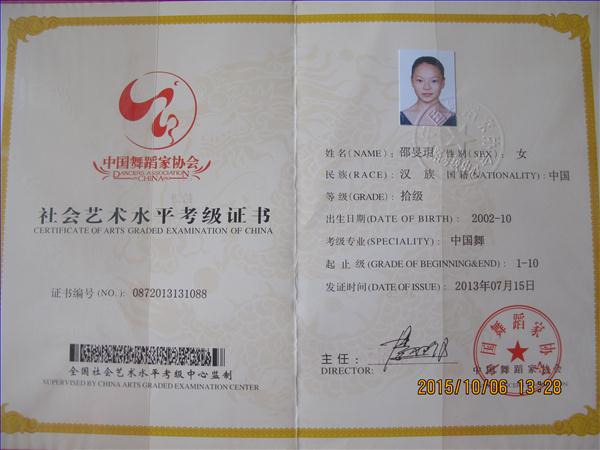 中国舞蹈家协会
DANCERS ASSOCIATION
CHINA
社会艺术水平考级证书
CERTIFICATE OF ARTS GRADED EXAMINATION OF CHINA
证书编号(NO.): 0872013131088
全国社会艺术水平考级中心监制
SUPERVISED BY CHINA ARTS GRADED EXAMINATION CENTER
姓名(NAME): 邵旻 性别(SEX): 女
民族(RACE): 汉 族 国籍(NATIONALITY): 中国
等级(GRADE): 拾级
出生日期(DATE OF BIRTH): 2002-10
考级专业(SPECIALITY): 中国舞
起 止 级(GRADE OF BEGINNING&END): 1-10
发证时间(DATE OF ISSUE): 2013年07月15日
主任:
DIRECTOR:
中国舞蹈家协会
中国舞蹈家协会
2015/10/06 13:28